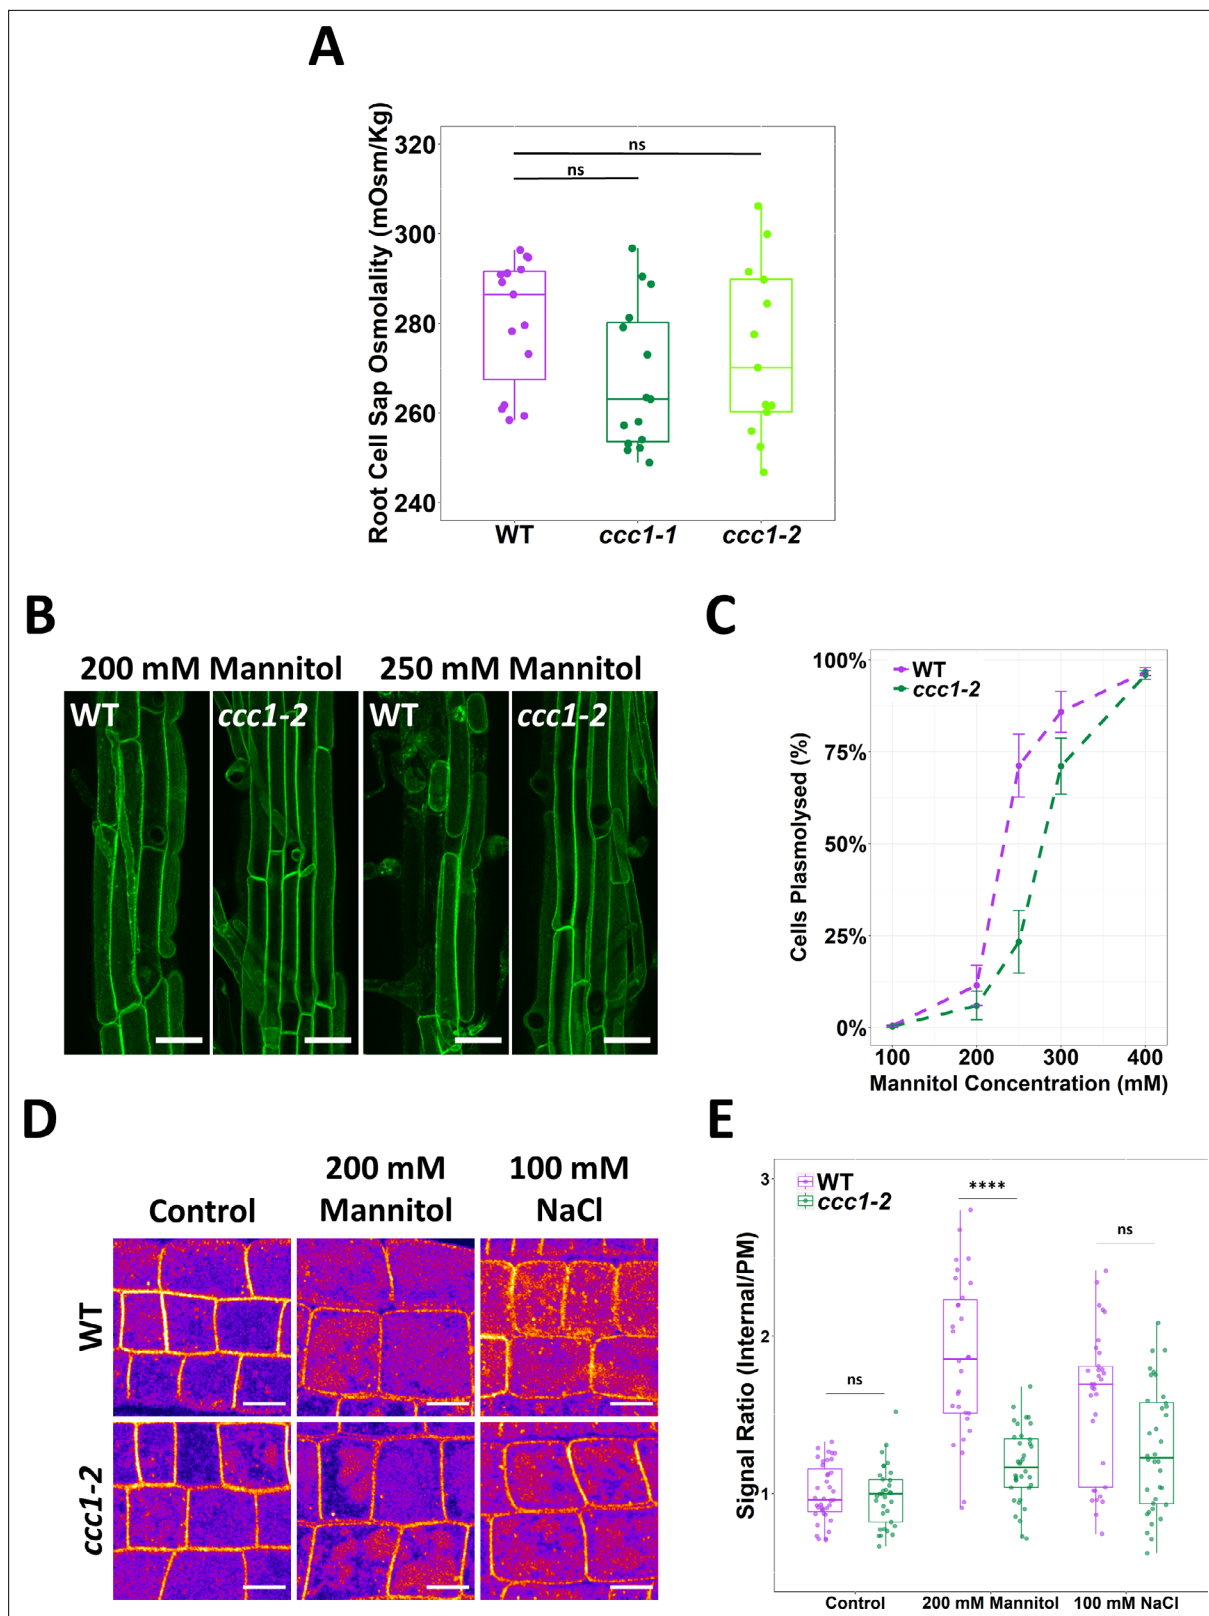 A
Root Cell Sap Osmolality (mOsm/Kg)
320
300
280
260
240
ns
ns
WT
ccc1-1
ccc1-2
B
200 mM Mannitol
250 mM Mannitol
WT
ccc1-2
WT
ccc1-2
C
Cells Plasmolysed (%)
100%
75%
50%
25%
0%
WT
ccc1-2
100
200
300
400
Mannitol Concentration (mM)
D
Control
200 mM
Mannitol
100 mM
NaCl
WT
ccc1-2
E
Signal Ratio (Internal/PM)
3
2
1
WT
ccc1-2
ns
****
ns
Control
200 mM Mannitol
100 mM NaCl